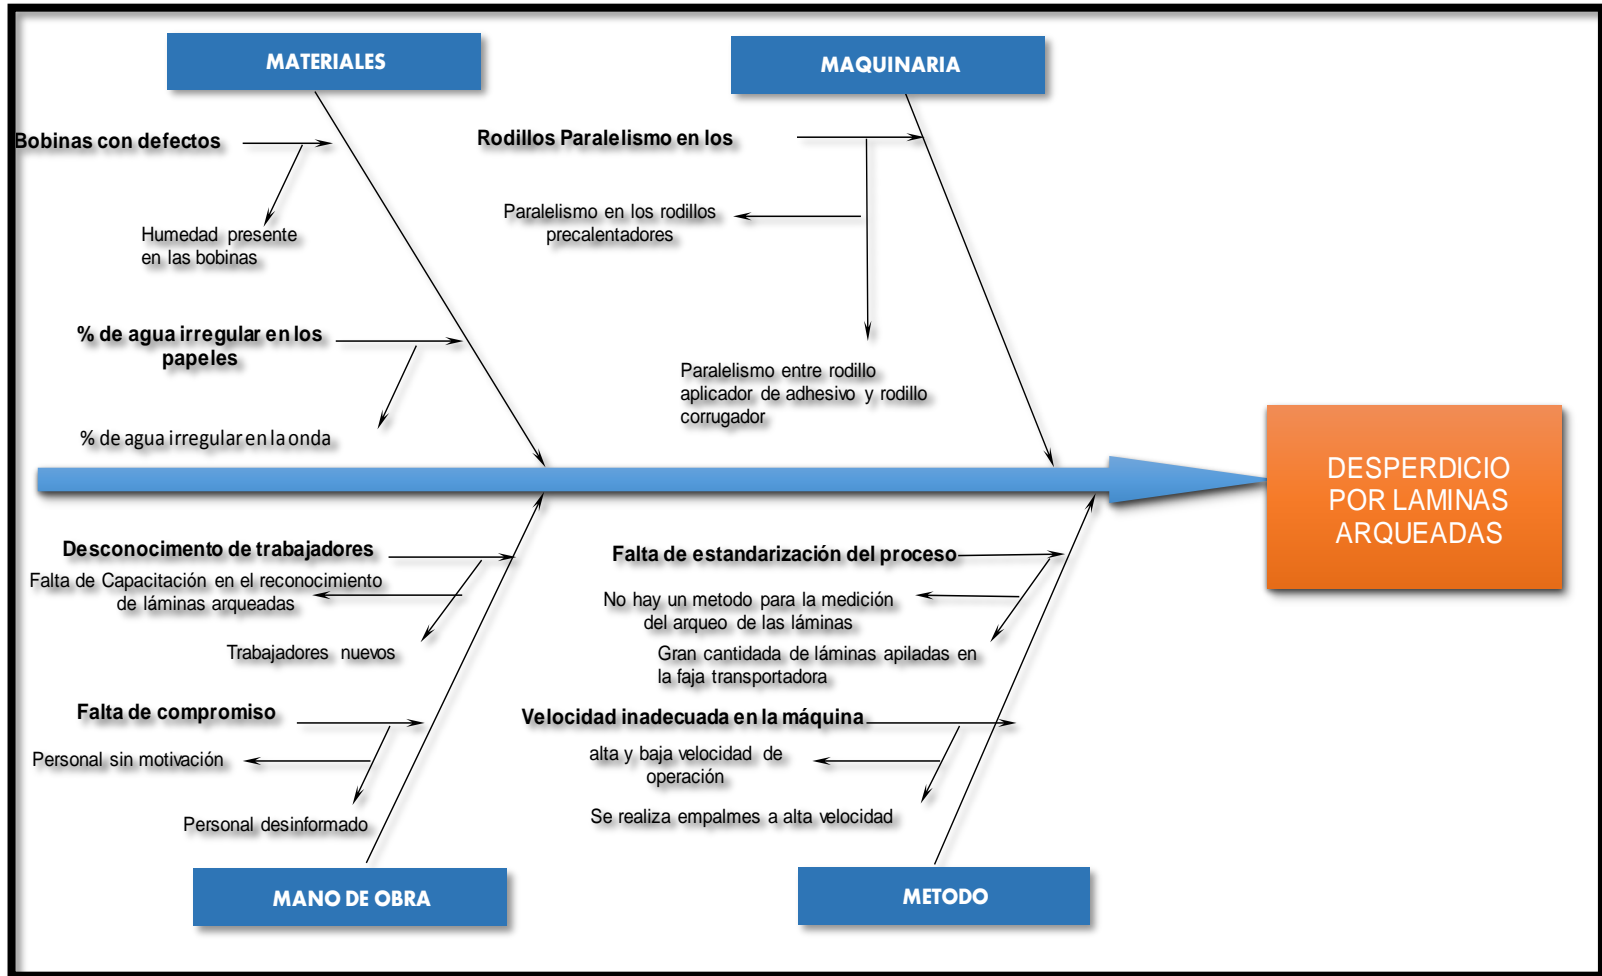 MATERIALES
MAQUINARIA
Bobinas con defectos
Rodillos Paralelismo en los
Paralelismo en los rodillos
precalentadores
Humedad presente
en las bobinas
% de agua irregular en los
papeles
Paralelismo entre rodillo
aplicador de adhesivo y rodillo
corrugador
% de agua irregular en la onda
DESPERDICIO
POR LAMINAS
ARQUEADAS
Desconocimento de trabajadores
Falta de Capacitación en el reconocimiento
de láminas arqueadas
Trabajadores nuevos
Falta de estandarización del proceso
No hay un metodo para la medición
del arqueo de las láminas
Gran cantidada de láminas apiladas en
la faja transportadora
Falta de compromiso
Personal sin motivación
Personal desinformado
Velocidad inadecuada en la máquina
alta y baja velocidad de
operación
Se realiza empalmes a alta velocidad
MANO DE OBRA
METODO